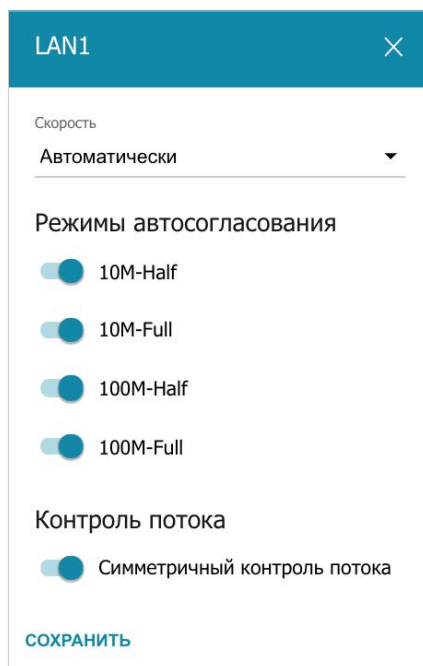 LAN1
Скорость
Автоматически
Режимы автосогласования
10M-Half
10M-Full
100M-Half
100M-Full
Контроль потока
Симметричный контроль потока
СОХРАНИТЬ